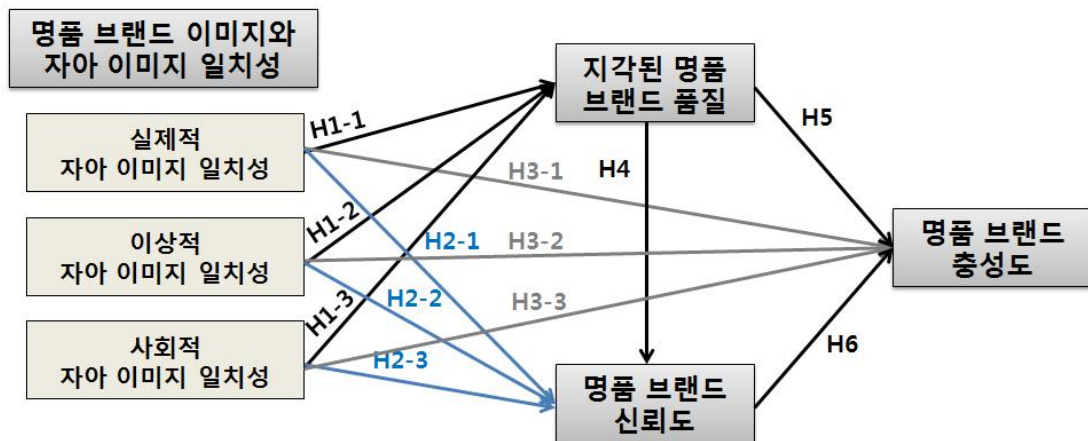 명품 브랜드 이미지와
자아 이미지 일치성
실제적
자아 이미지 일치성
이상적
자아 이미지 일치성
사회적
자아 이미지 일치성
지각된 명품
브랜드 품질
명품 브랜드
신뢰도
명품 브랜드
충성도
H1-1
H1-2
H1-3
H2-1
H2-2
H2-3
H3-1
H3-2
H3-3
H4
H5
H6